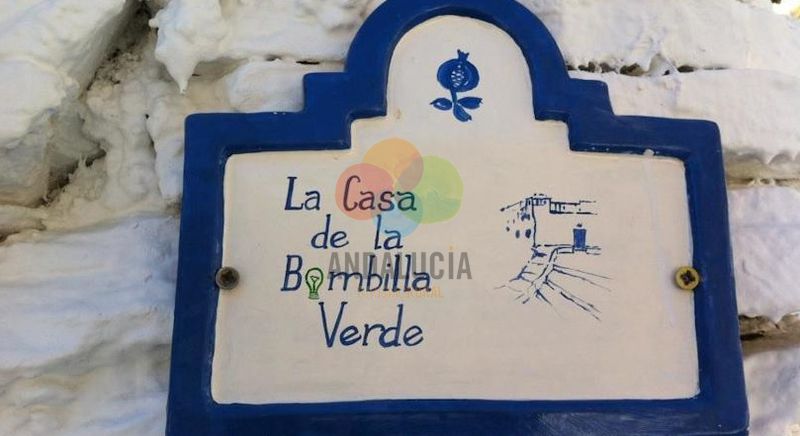 La Casa
de la
Bombilla
Verde
ANDALUCIA